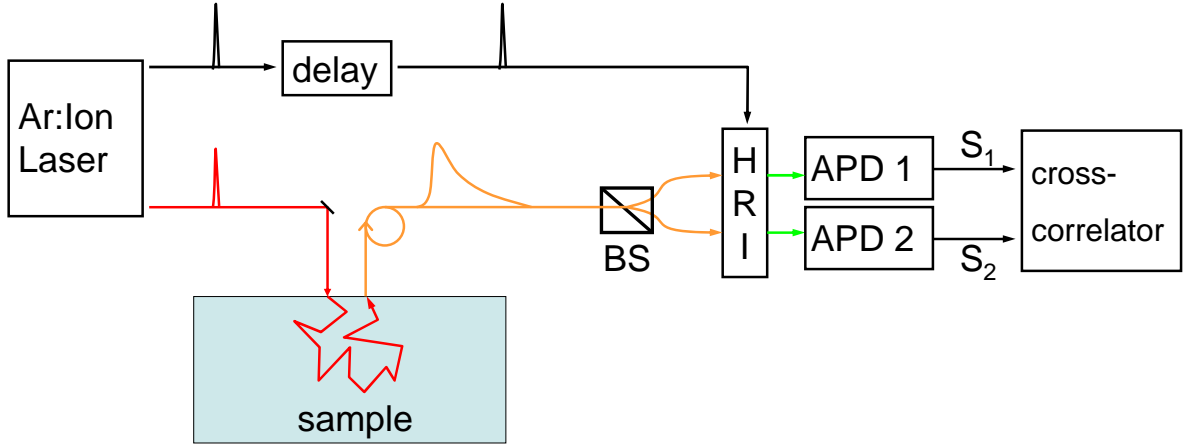 Ar:Ion
Laser
delay
H
R
I
APD 1
APD 2
S₁
S₂
cross-
correlator
BS
sample